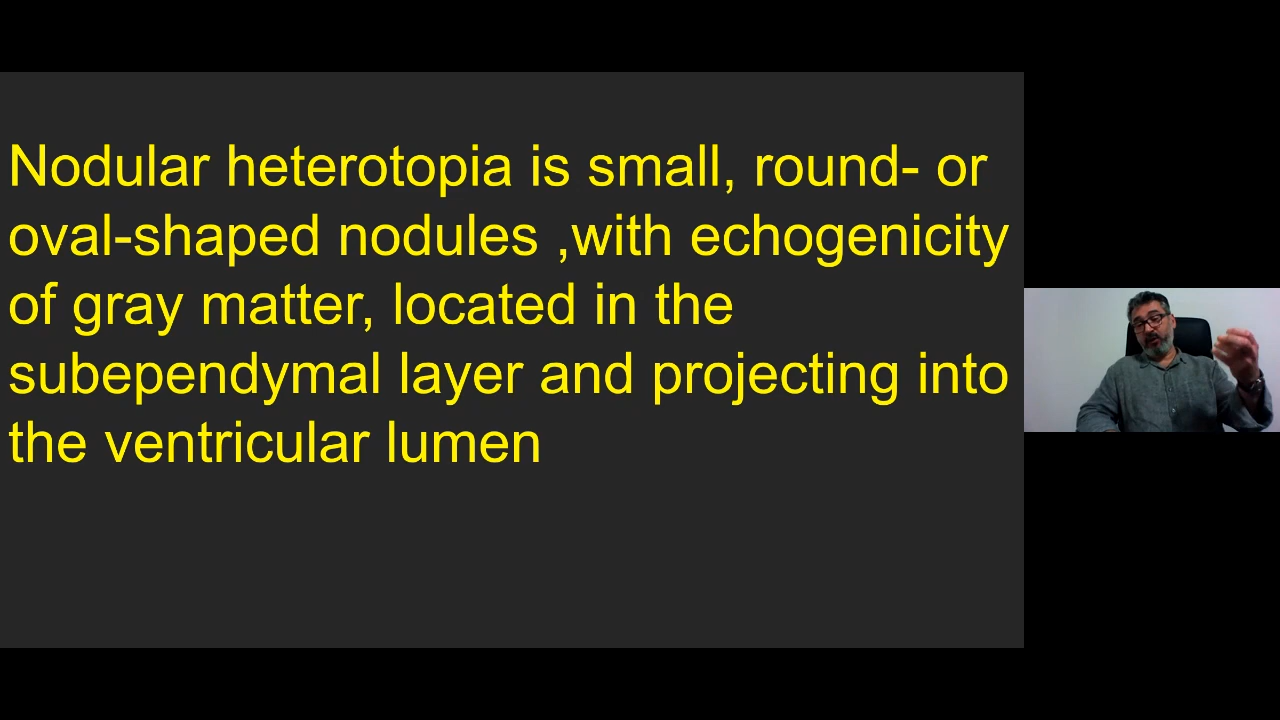 Nodular heterotopia is small, round- or
oval-shaped nodules ,with echogenicity
of gray matter, located in the
subependymal layer and projecting into
the ventricular lumen